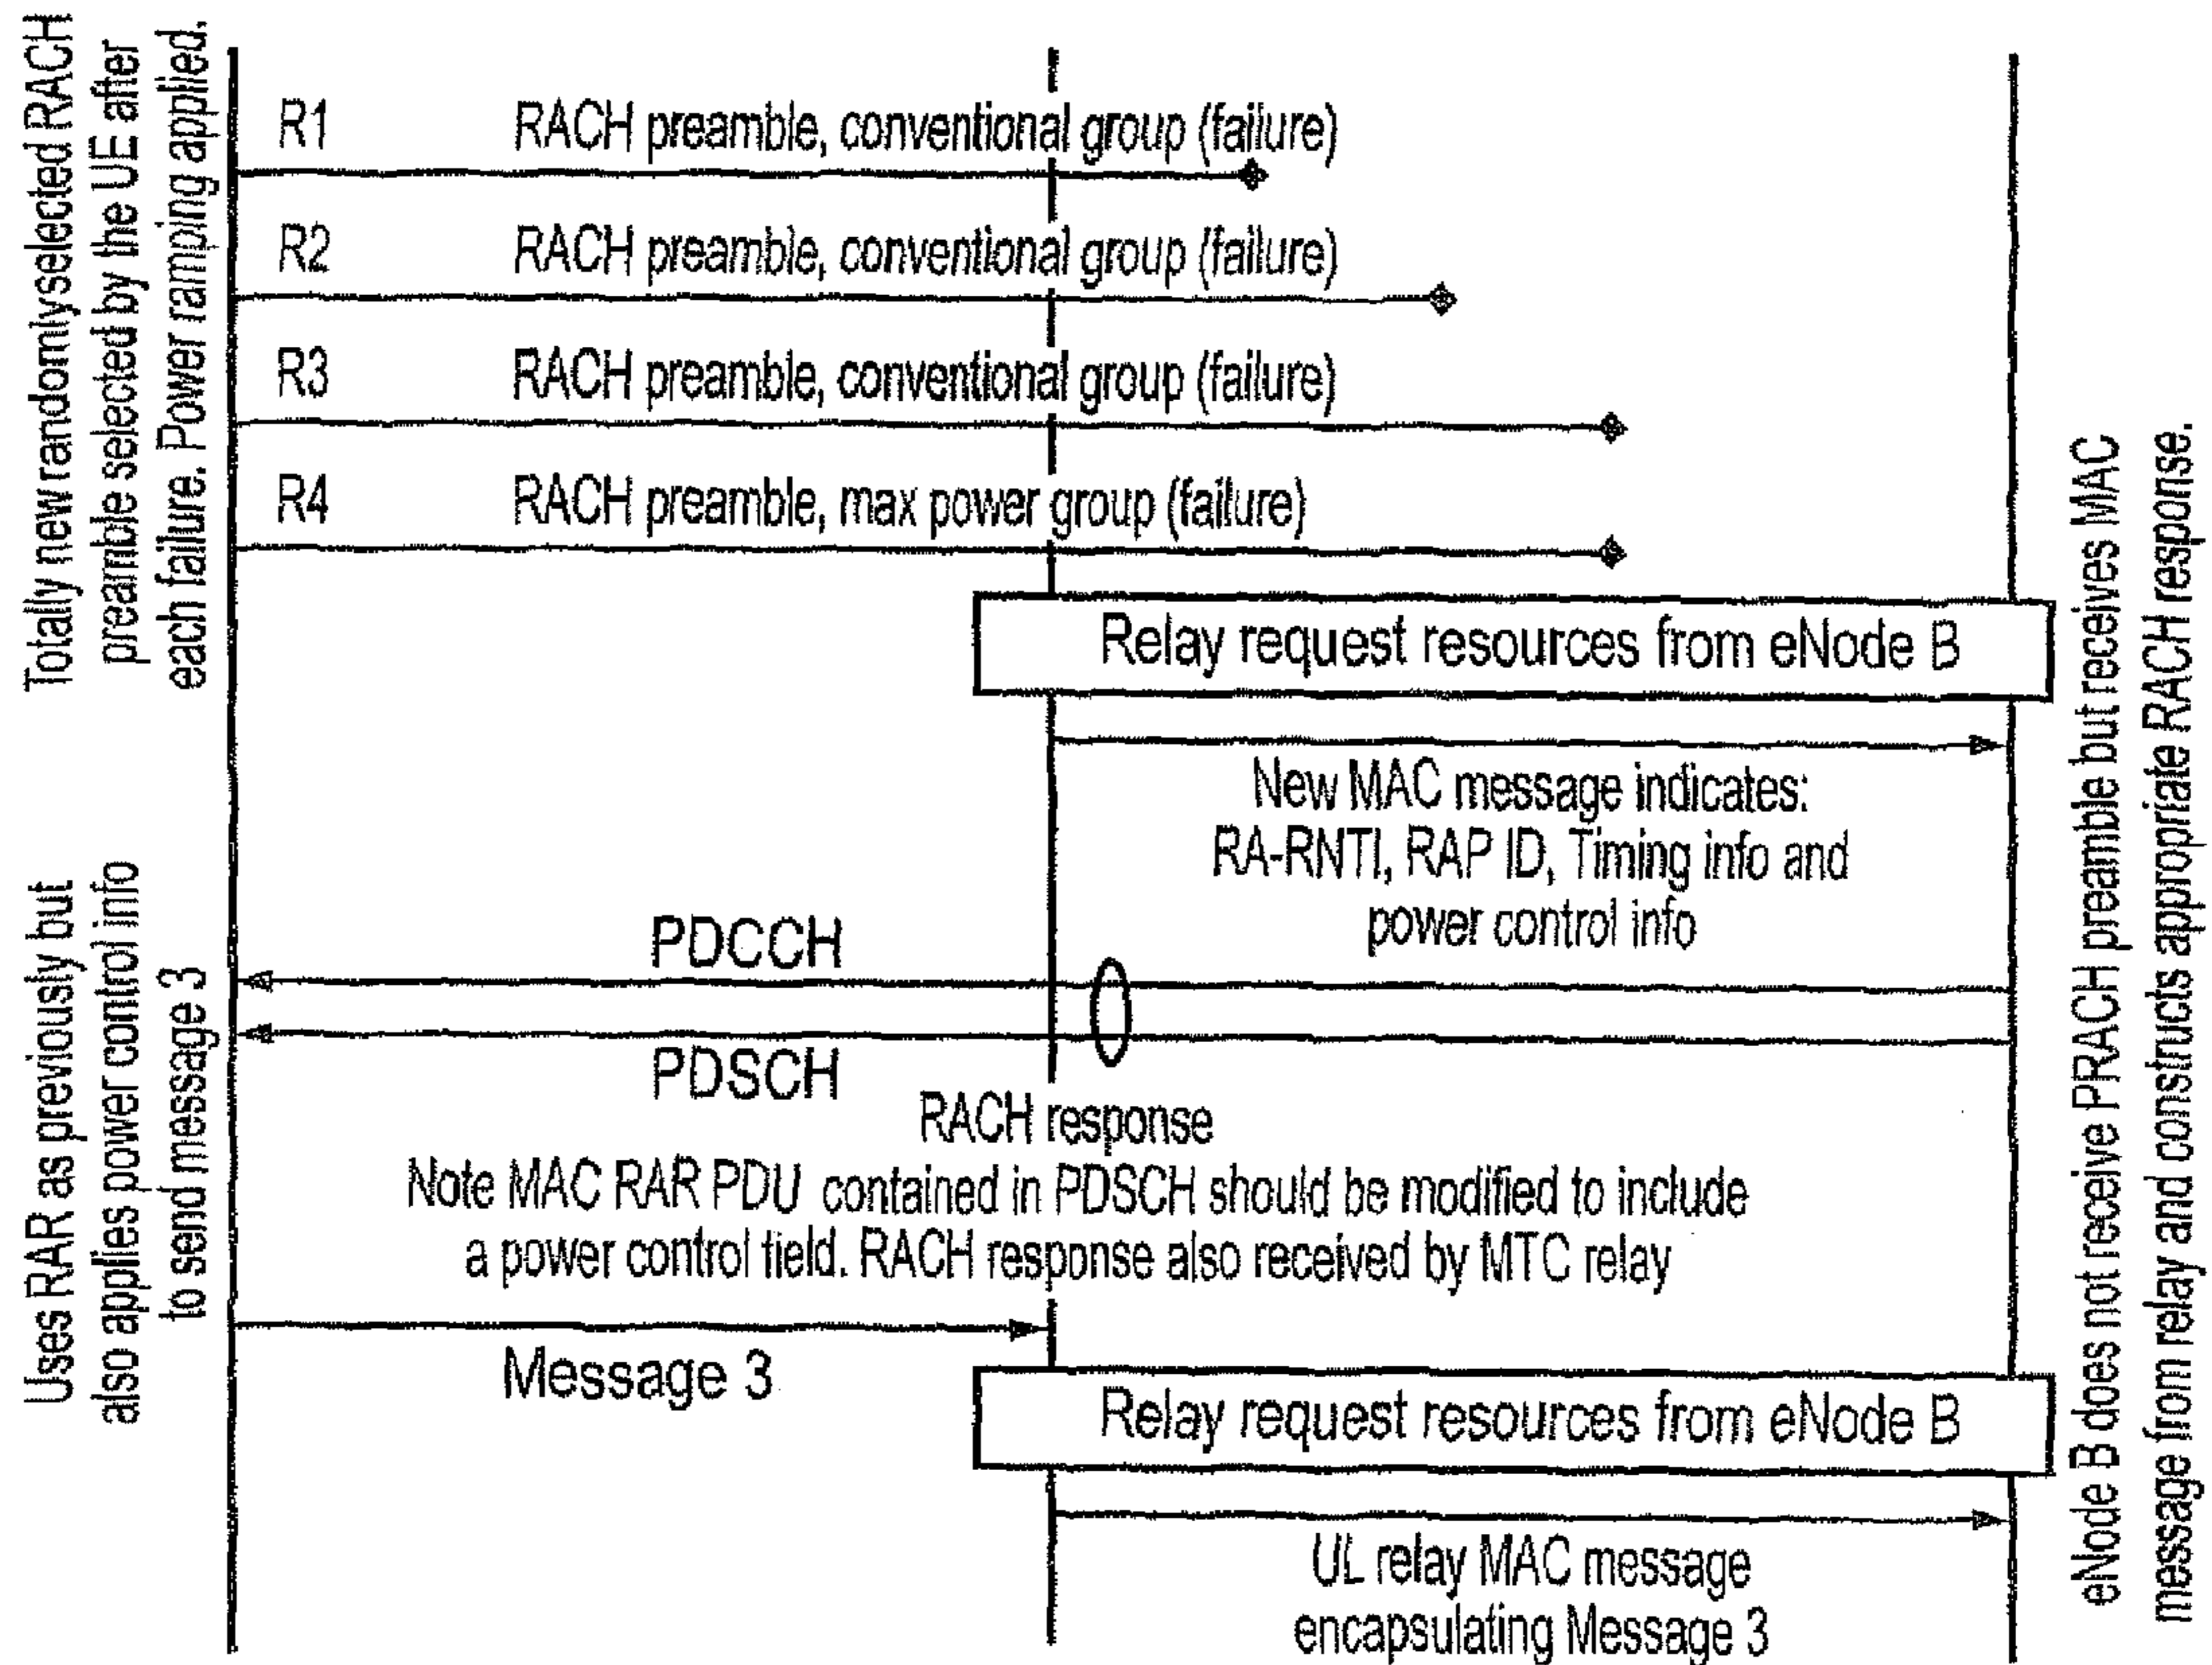 Totally new randomlyselected RACH
preamble selected by the UE after
each failure. Power ramping applied.
R1
RACH preamble, conventional group (failure)
R2
RACH preamble, conventional group (failure)
R3
RACH preamble, conventional group (failure)
R4
RACH preamble, max power group (failure)
Relay request resources from eNode B
New MAC message indicates:
RA-RNTI, RAP ID, Timing info and
power control info
eNode B does not receive PRACH preamble but receives MAC
message from relay and constructs appropriate RACH response.
Uses RAR as previously but
also applies power control info
to send message 3
PDCCH
PDSCH
RACH response
Note MAC RAR PDU contained in PDSCH should be modified to include
a power control field. RACH response also received by MTC relay
Message 3
Relay request resources from eNode B
UL relay MAC message
encapsulating Message 3